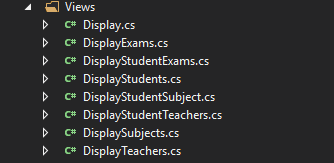 Views
C# Display.cs
C# DisplayExams.cs
C# DisplayStudentExams.cs
C# DisplayStudents.cs
C# DisplayStudentSubject.cs
C# DisplayStudentTeachers.cs
C# DisplaySubjects.cs
C# DisplayTeachers.cs